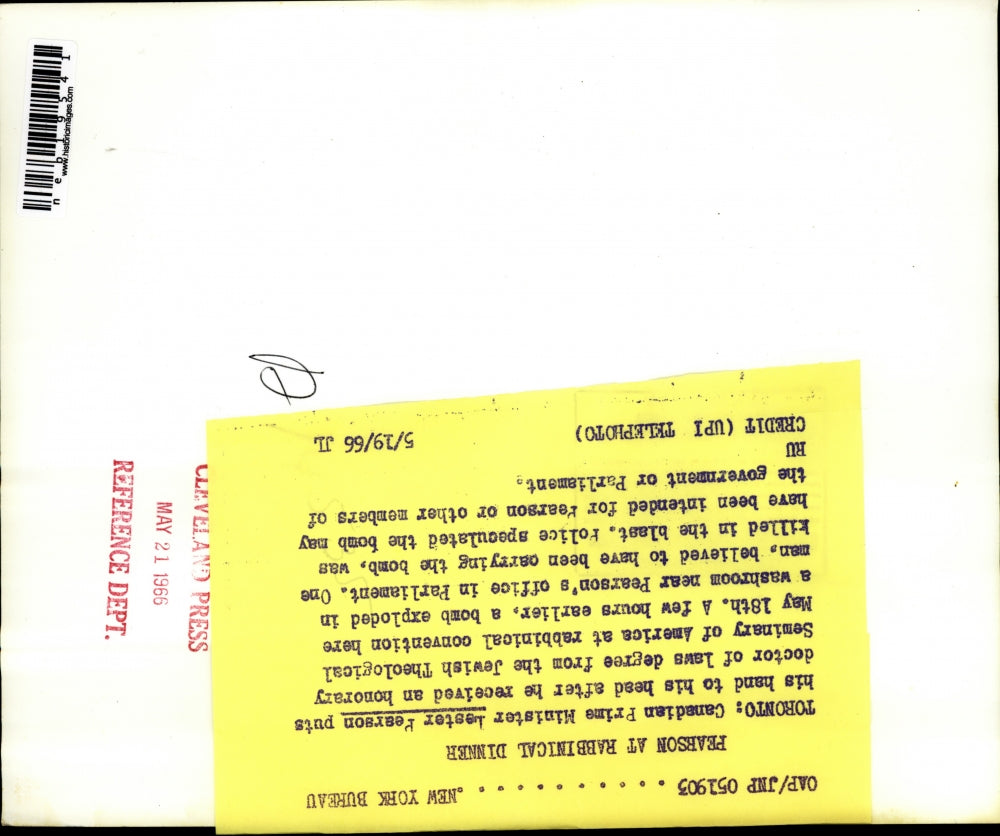 OAP/JNP 051903 . . . . . . . . . . . NEW YORK BUREAU
PEARSON AT RABBINICAL DINNER
TORONTO: Canadian Prime Minister Lester Pearson puts
his hand to his head after he received an honorary
doctor of laws degree from the Jewish Theological
Seminary of America at rabbinical convention here
May 18th. A few hours earlier, a bomb exploded in
a washroom near Pearson's office in Parliament. One
man, believed to have been carrying the bomb, was
killed in the blast. Police speculated the bomb may
have been intended for Pearson or other members of
the government or Parliament.
RU
CREDIT (UPI TELEPHOTO) 5/19/66 JL
CLEVELAND PRESS
MAY 21 1966
REFERENCE DEPT.
neb19541
www.historicimages.com